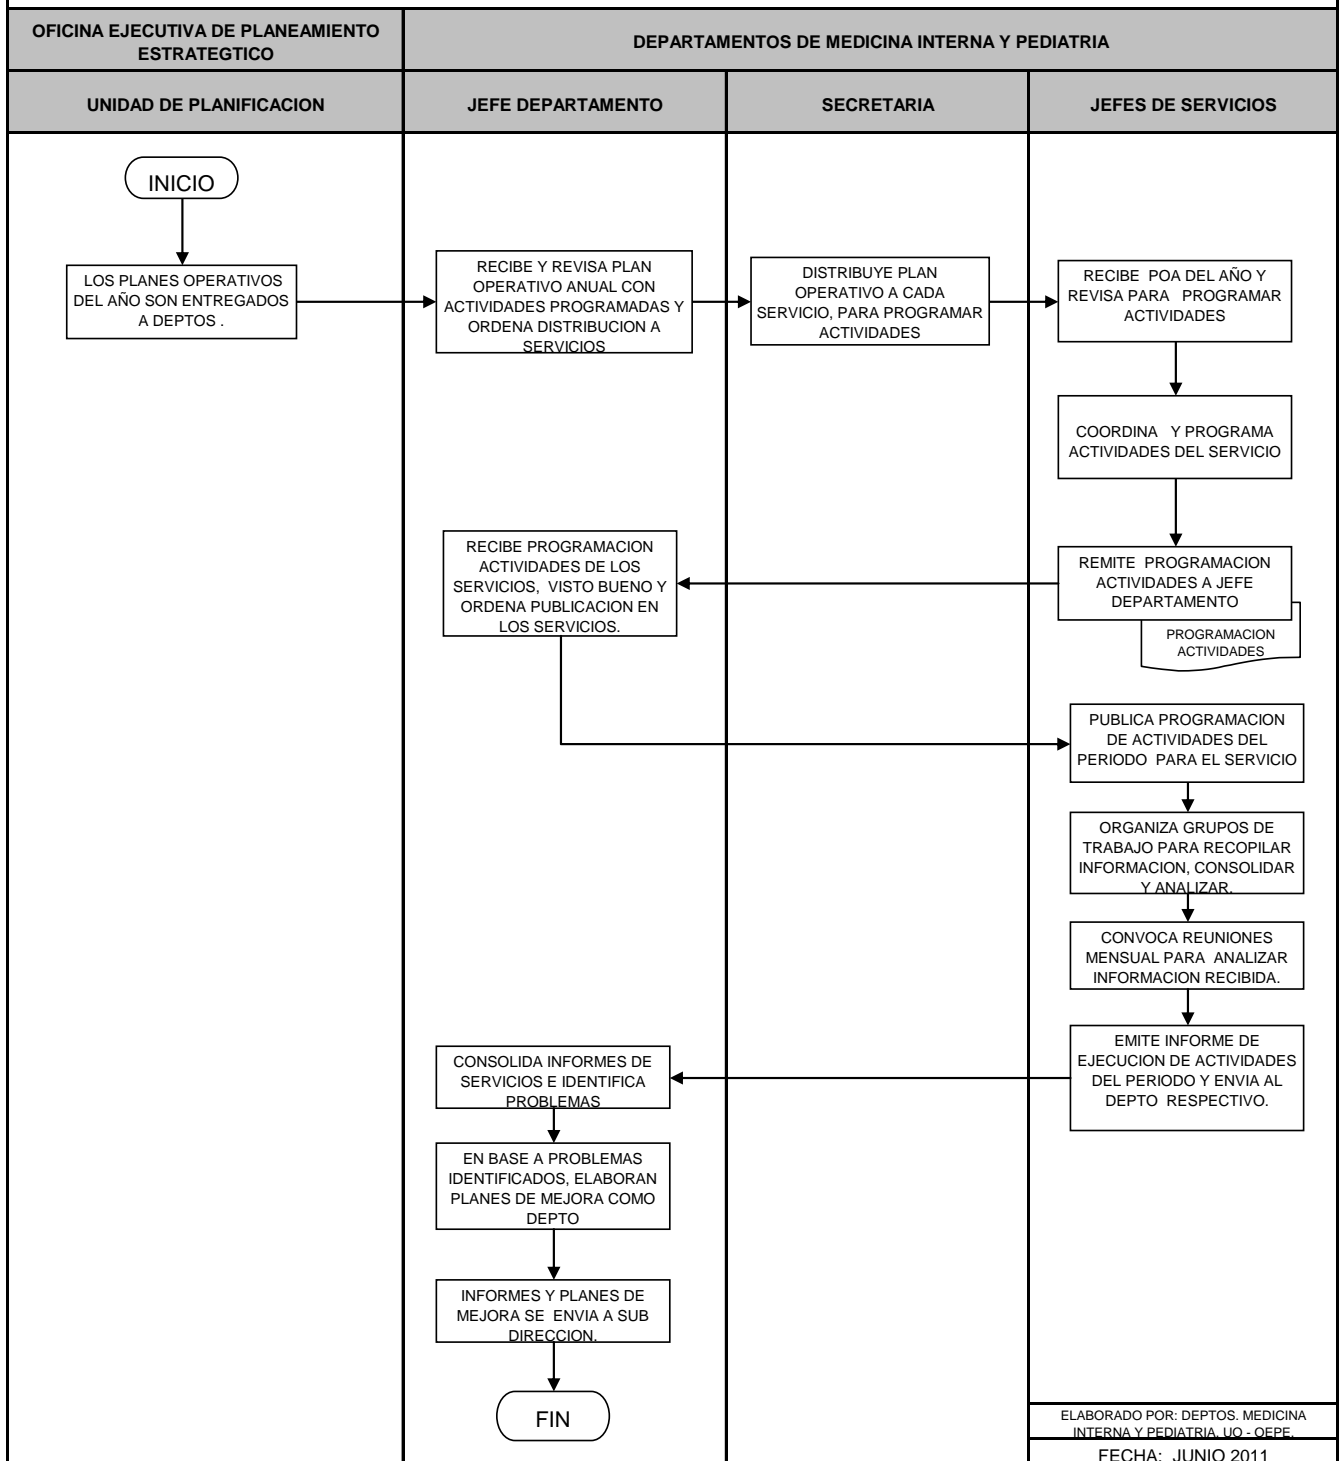 OFICINA EJECUTIVA DE PLANEAMIENTO
ESTRATEGTICO
DEPARTAMENTOS DE MEDICINA INTERNA Y PEDIATRIA
UNIDAD DE PLANIFICACION
JEFE DEPARTAMENTO
SECRETARIA
JEFES DE SERVICIOS
INICIO
LOS PLANES OPERATIVOS
DEL AÑO SON ENTREGADOS
A DEPTOS .
RECIBE Y REVISA PLAN
OPERATIVO ANUAL CON
ACTIVIDADES PROGRAMADAS Y
ORDENA DISTRIBUCION A
SERVICIOS
DISTRIBUYE PLAN
OPERATIVO A CADA
SERVICIO, PARA PROGRAMAR
ACTIVIDADES
RECIBE POA DEL AÑO Y
REVISA PARA PROGRAMAR
ACTIVIDADES
COORDINA Y PROGRAMA
ACTIVIDADES DEL SERVICIO
REMITE PROGRAMACION
ACTIVIDADES A JEFE
DEPARTAMENTO
PROGRAMACION
ACTIVIDADES
RECIBE PROGRAMACION
ACTIVIDADES DE LOS
SERVICIOS, VISTO BUENO Y
ORDENA PUBLICACION EN
LOS SERVICIOS.
PUBLICA PROGRAMACION
DE ACTIVIDADES DEL
PERIODO PARA EL SERVICIO
ORGANIZA GRUPOS DE
TRABAJO PARA RECOPILAR
INFORMACION, CONSOLIDAR
Y ANALIZAR.
CONVOCA REUNIONES
MENSUAL PARA ANALIZAR
INFORMACION RECIBIDA.
EMITE INFORME DE
EJECUCION DE ACTIVIDADES
DEL PERIODO Y ENVIA AL
DEPTO RESPECTIVO.
CONSOLIDA INFORMES DE
SERVICIOS E IDENTIFICA
PROBLEMAS
EN BASE A PROBLEMAS
IDENTIFICADOS, ELABORAN
PLANES DE MEJORA COMO
DEPTO
INFORMES Y PLANES DE
MEJORA SE ENVIA A SUB
DIRECCION.
FIN
ELABORADO POR: DEPTOS. MEDICINA
INTERNA Y PEDIATRIA. UO - OEPE.
FECHA: JUNIO 2011